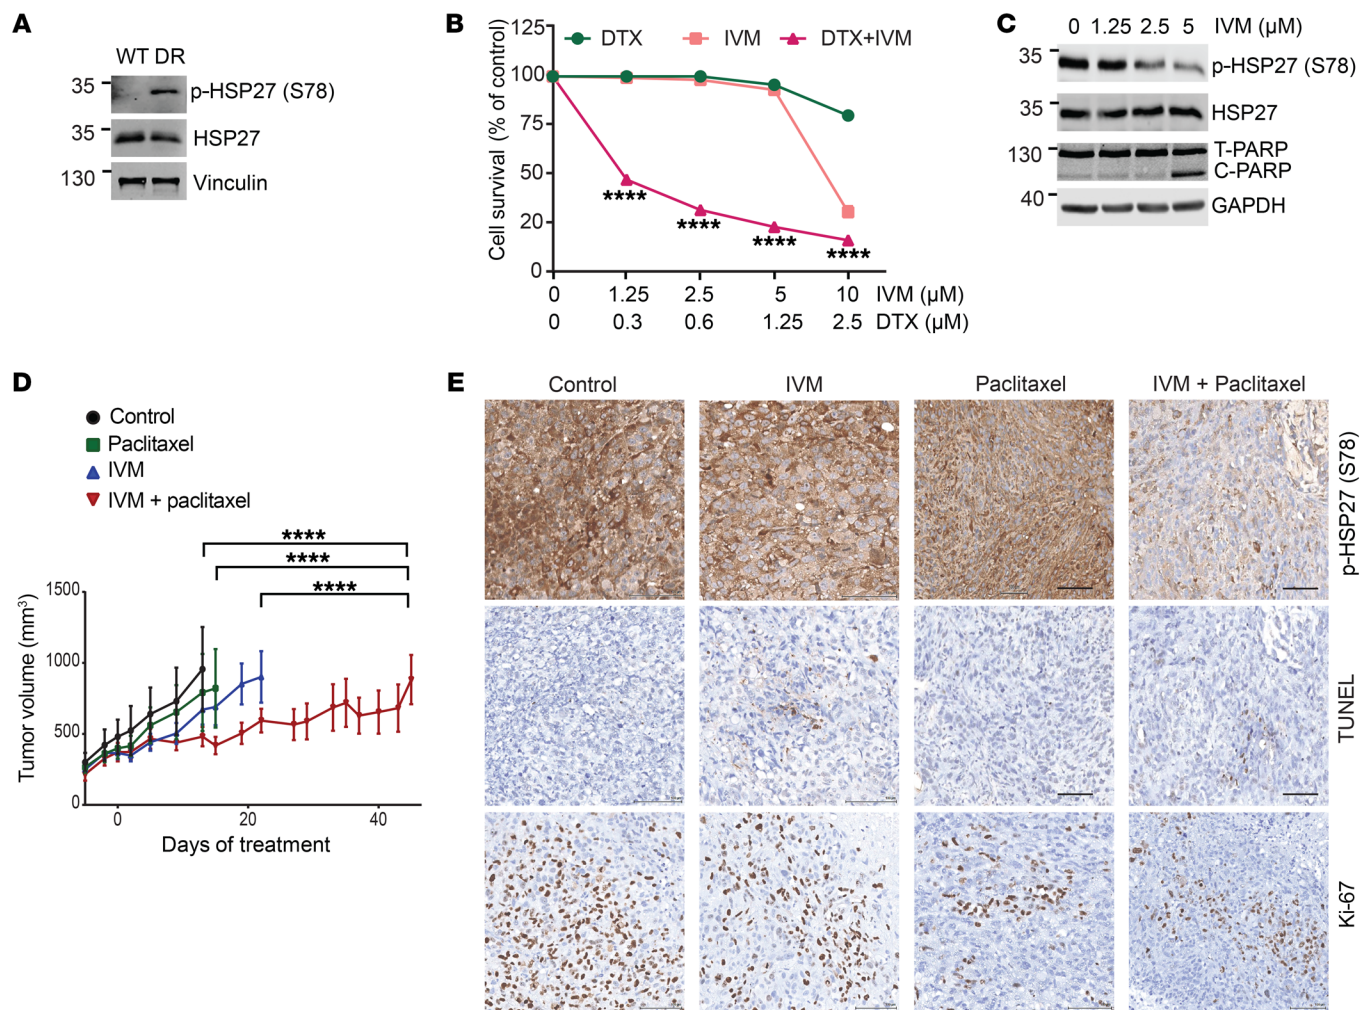 A
WT DR
35
p-HSP27 (S78)
35
HSP27
130
Vinculin
B
DTX IVM DTX+IVM
Cell survival (% of control)
125
100
75
50
20
0
0 1.25 2.5 5 10 IVM (µM)
0 0.3 0.6 1.25 2.5 DTX (µM)
****
****
****
****
C
0 1.25 2.5 5 IVM (µM)
35
p-HSP27 (S78)
35
HSP27
130
T-PARP
C-PARP
40
GAPDH
D
Control
Paclitaxel
IVM
IVM + paclitaxel
****
****
****
Tumor volume (mm³)
1500
1000
500
0
0 20 40
Days of treatment
E
Control IVM Paclitaxel IVM + Paclitaxel
p-HSP27 (S78)
TUNEL
Ki-67